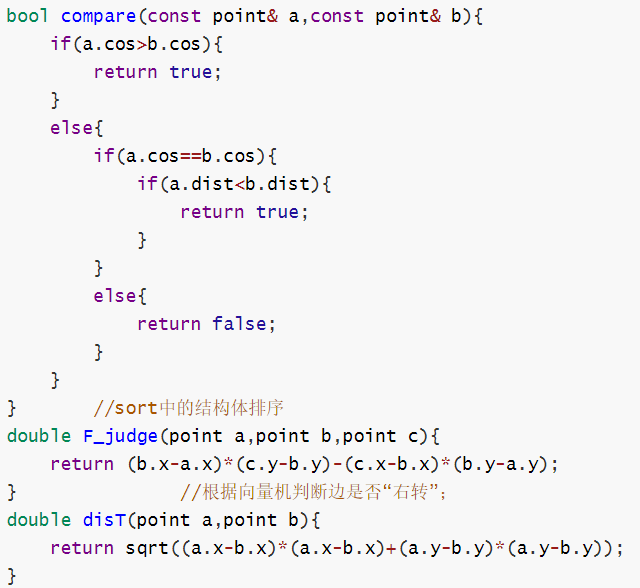 bool compare(const point& a,const point& b){
    if(a.cos>b.cos){
        return true;
    }
    else{
        if(a.cos==b.cos){
            if(a.dist<b.dist){
                return true;
            }
        }
        else{
            return false;
        }
    }
}       //sort中的结构体排序
double F_judge(point a,point b,point c){
    return (b.x-a.x)*(c.y-b.y)-(c.x-b.x)*(b.y-a.y);
}               //根据向量机判断边是否“右转”;
double disT(point a,point b){
    return sqrt((a.x-b.x)*(a.x-b.x)+(a.y-b.y)*(a.y-b.y));
}